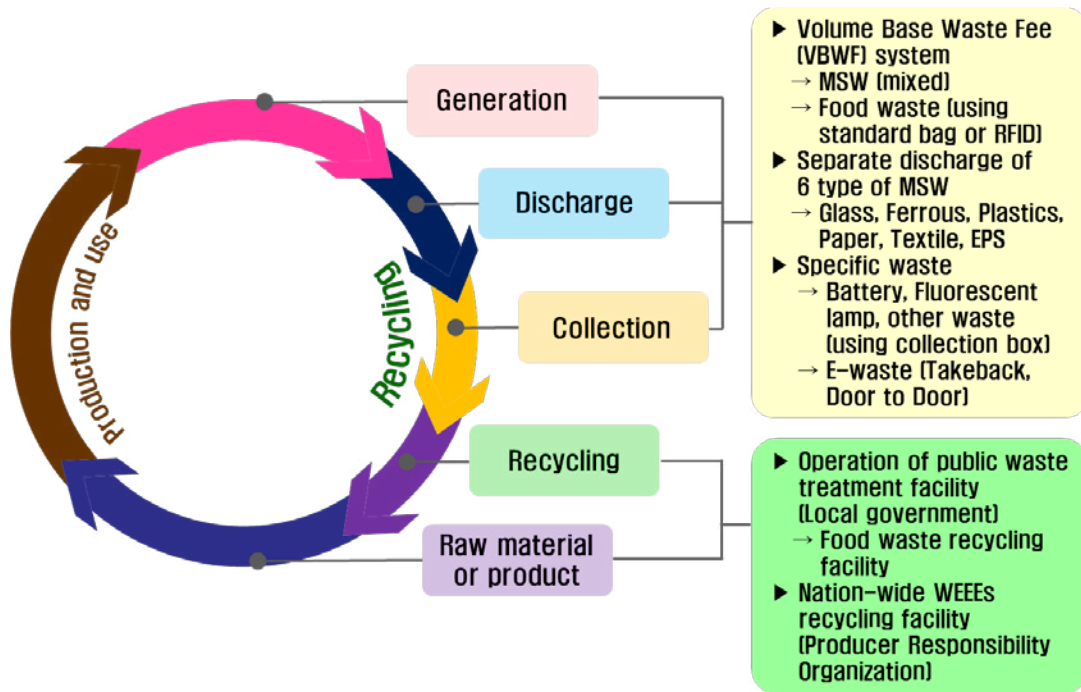 Production and use
Recycling
Generation
Discharge
Collection
Recycling
Raw material
or product
▶ Volume Base Waste Fee
(VBWF) system
→ MSW (mixed)
→ Food waste (using
standard bag or RFID)
▶ Separate discharge of
6 type of MSW
→ Glass, Ferrous, Plastics,
Paper, Textile, EPS
▶ Specific waste
→ Battery, Fluorescent
lamp, other waste
(using collection box)
→ E-waste (Takeback,
Door to Door)
▶ Operation of public waste
treatment facility
(Local government)
→ Food waste recycling
facility
▶ Nation-wide WEEEs
recycling facility
(Producer Responsibility
Organization)